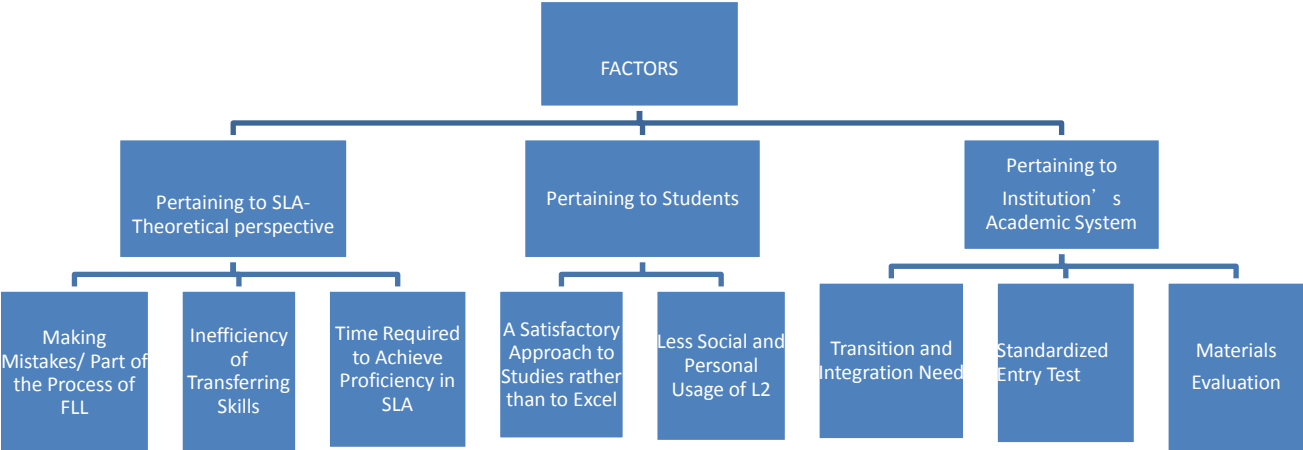 FACTORS
Pertaining to SLA-
Theoretical perspective
Pertaining to Students
Pertaining to
Institution’s
Academic System
Making
Mistakes/ Part of
the Process of
FLL
Inefficiency
of
Transferring
Skills
Time Required
to Achieve
Proficiency in
SLA
A Satisfactory
Approach to
Studies rather
than to Excel
Less Social and
Personal
Usage of L2
Transition and
Integration Need
Standardized
Entry Test
Materials
Evaluation